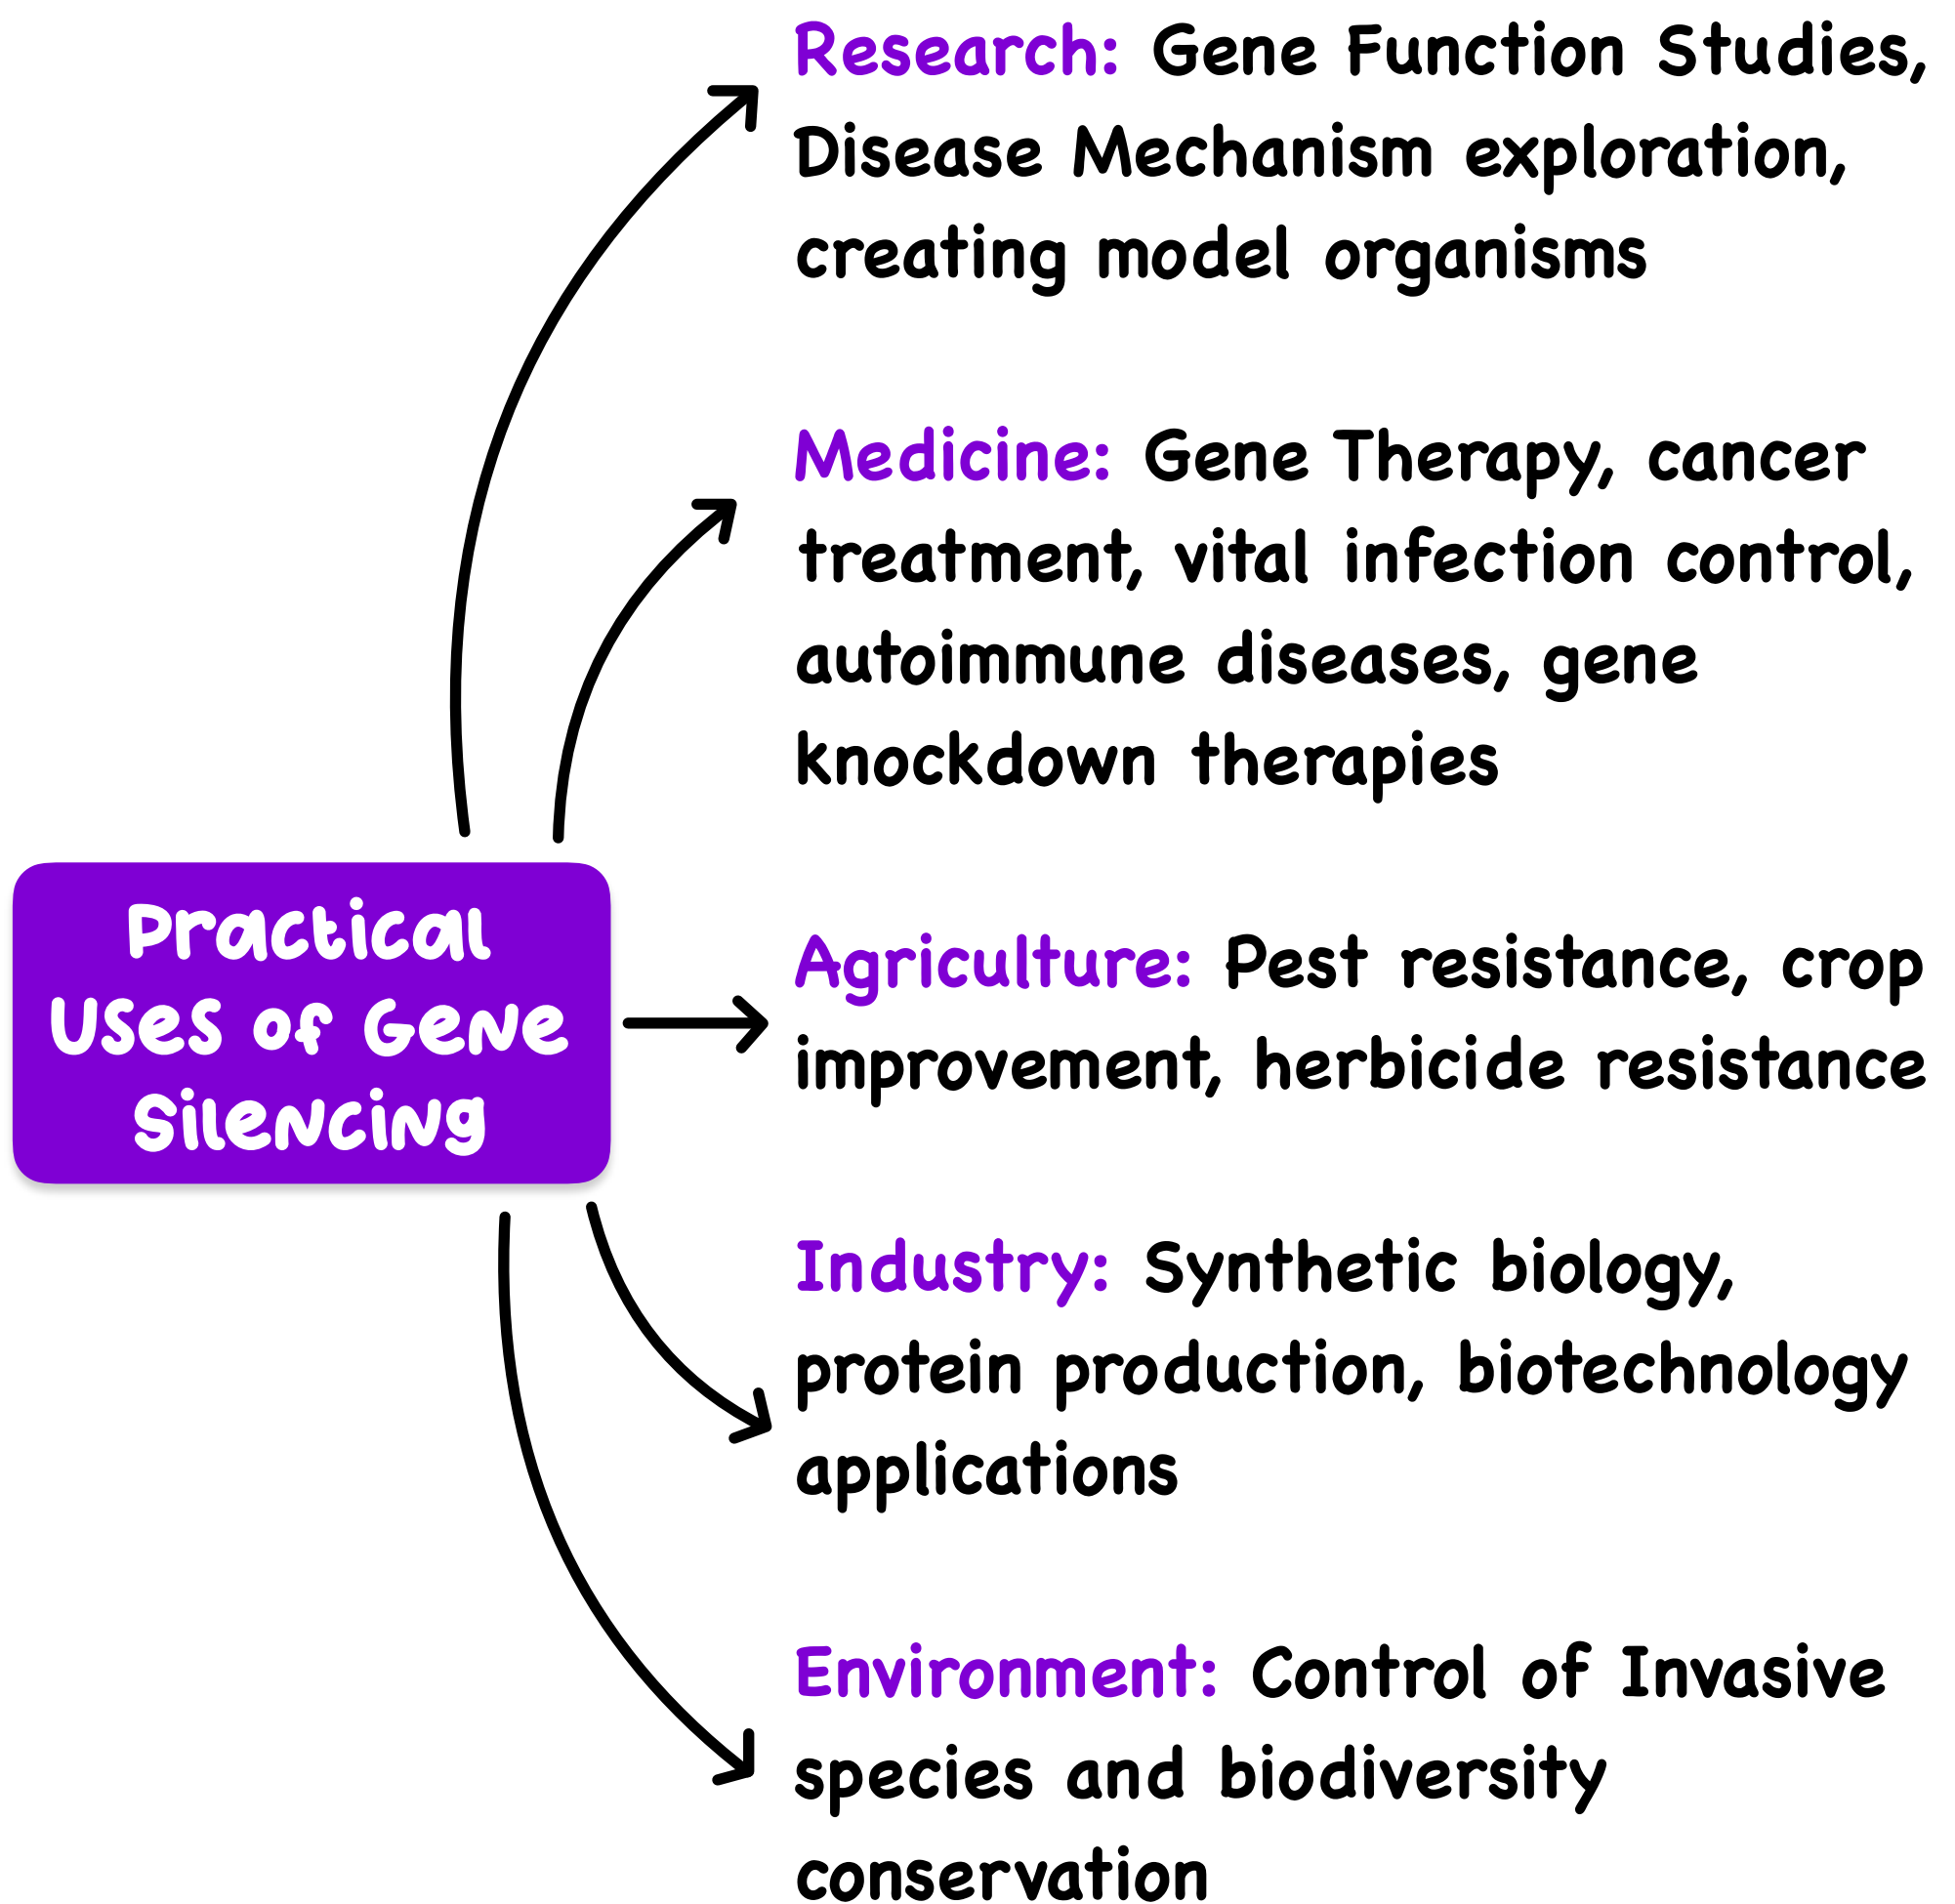 Research: Gene Function Studies,
Disease Mechanism exploration,
creating model organisms
Medicine: Gene Therapy, cancer
treatment, vital infection control,
autoimmune diseases, gene
knockdown therapies
Practical
Uses of Gene
Silencing
Agriculture: Pest resistance, crop
improvement, herbicide resistance
Industry: Synthetic biology,
protein production, biotechnology
applications
Environment: Control of Invasive
species and biodiversity
conservation